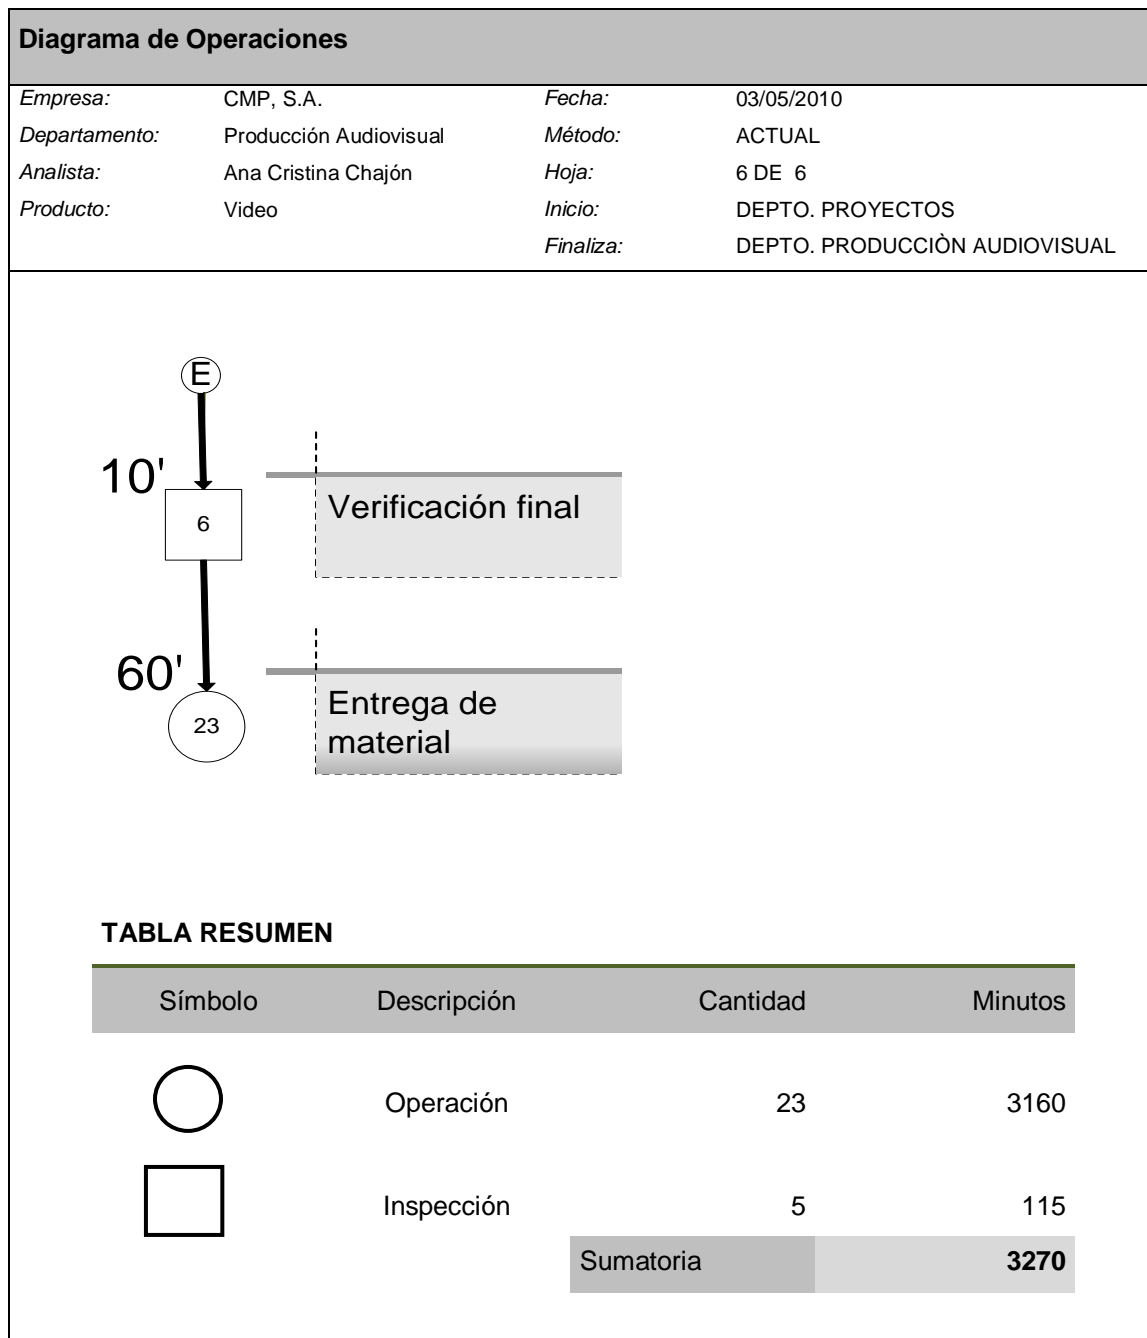 Diagrama de Operaciones
Empresa: CMP, S.A. Fecha: 03/05/2010
Departamento: Producción Audiovisual Método: ACTUAL
Analista: Ana Cristina Chajón Hoja: 6 DE 6
Producto: Video Inicio: DEPTO. PROYECTOS
Finaliza: DEPTO. PRODUCCIÒN AUDIOVISUAL
E
10'
6
Verificación final
60'
23
Entrega de
material
TABLA RESUMEN
Símbolo Descripción Cantidad Minutos
Operación 23 3160
Inspección 5 115
Sumatoria 3270